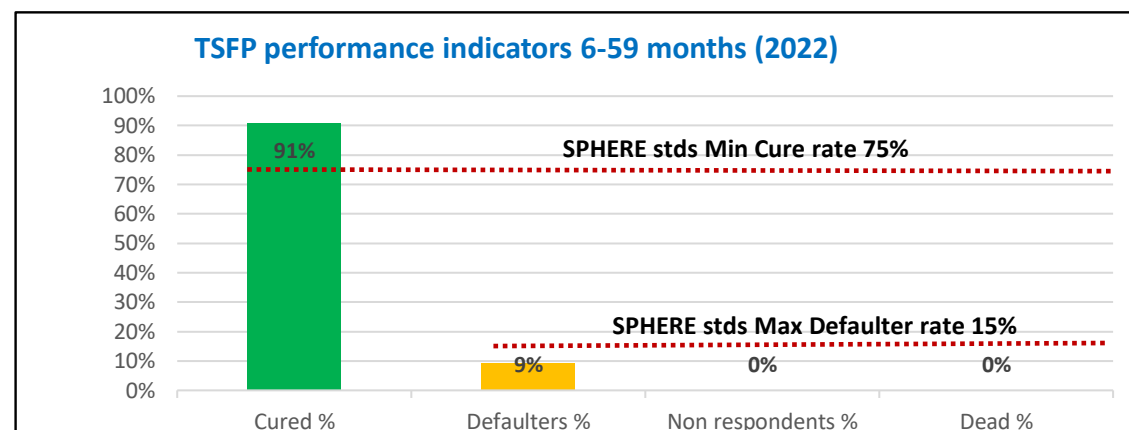 TSFP performance indicators 6-59 months (2022)
100%
90%
91%
SPHERE stds Min Cure rate 75%
80%
70%
60%
50%
40%
30%
20%
SPHERE stds Max Defaulter rate 15%
10%
9%
0%
0%
0%
Cured %
Defaulters %
Non respondents %
Dead %